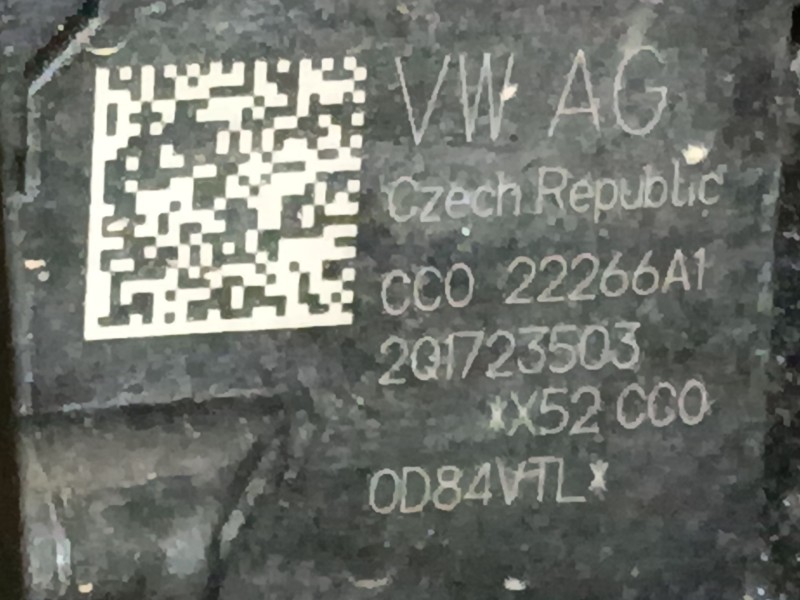 VW AG
Czech Republic
CC0 22266A1
2Q1723503
*X52 CC0
0D84VTL*